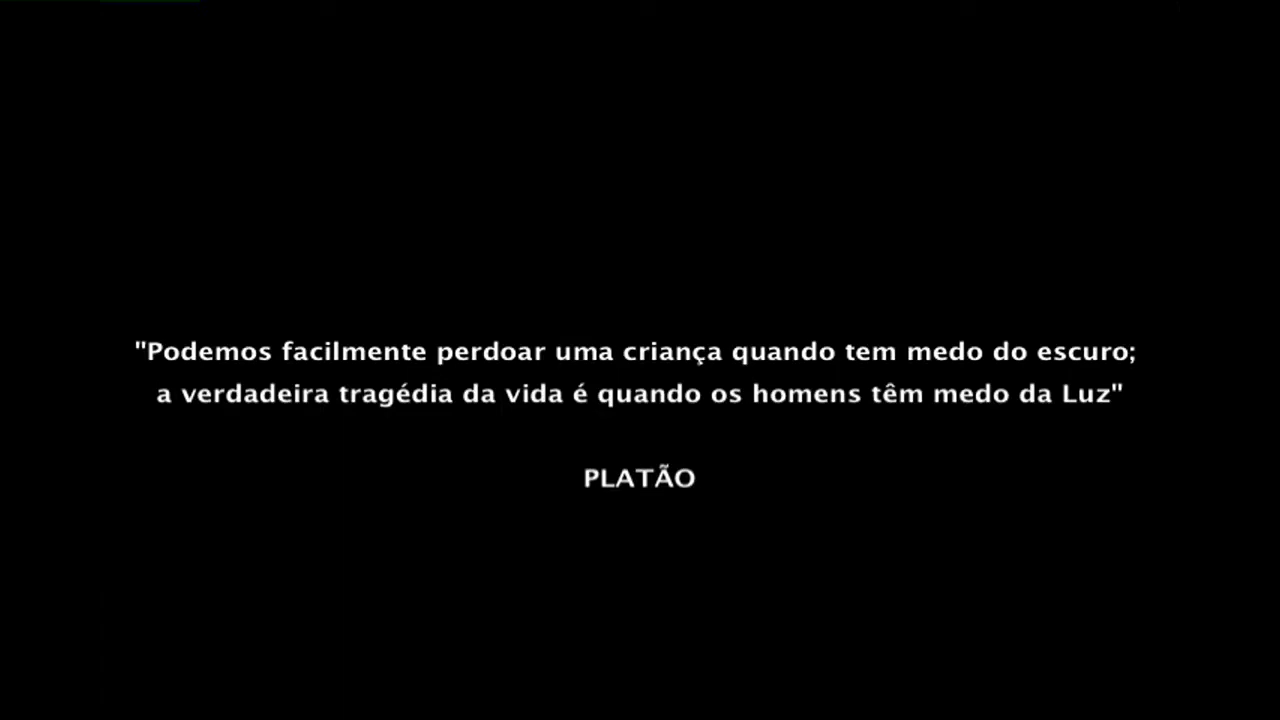 "Podemos facilmente perdoar uma criança quando tem medo do escuro;
a verdadeira tragédia da vida é quando os homens têm medo da Luz"
PLATÃO